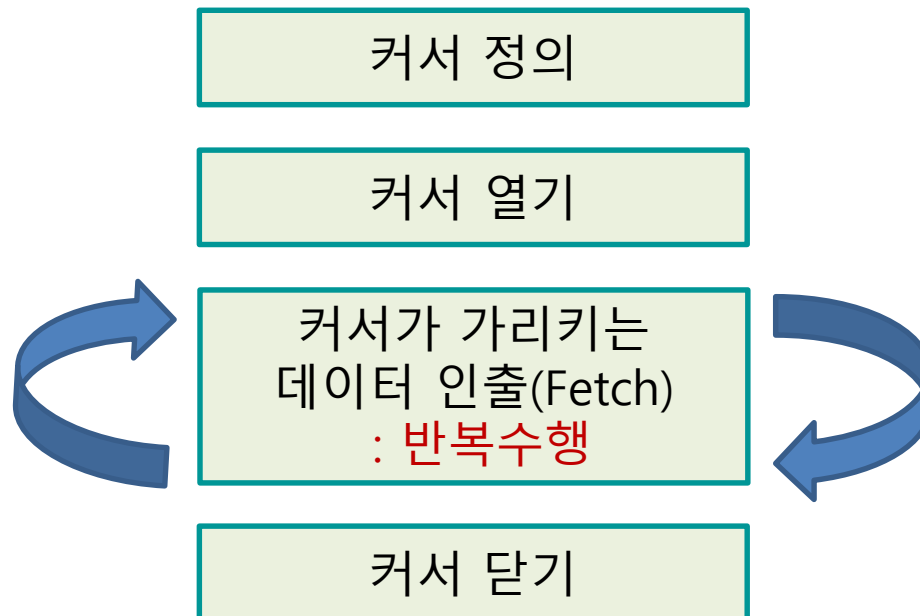 커서 정의
커서 열기
커서가 가리키는
데이터 인출(Fetch)
: 반복수행
커서 닫기